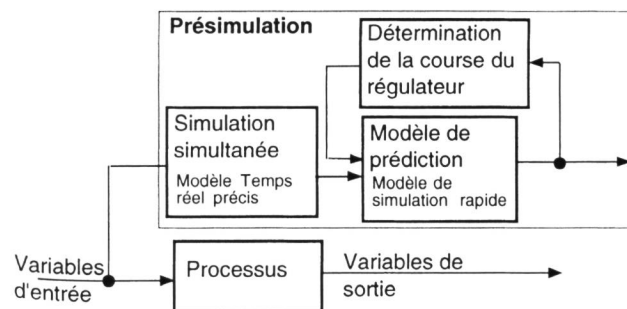 Présimulation
Détermination
de la course du
régulateur
Simulation
simultanée
Modèle Temps
réel précis
Modèle de
prédiction
Modèle de
simulation rapide
Variables
d'entrée
Processus
Variables de
sortie